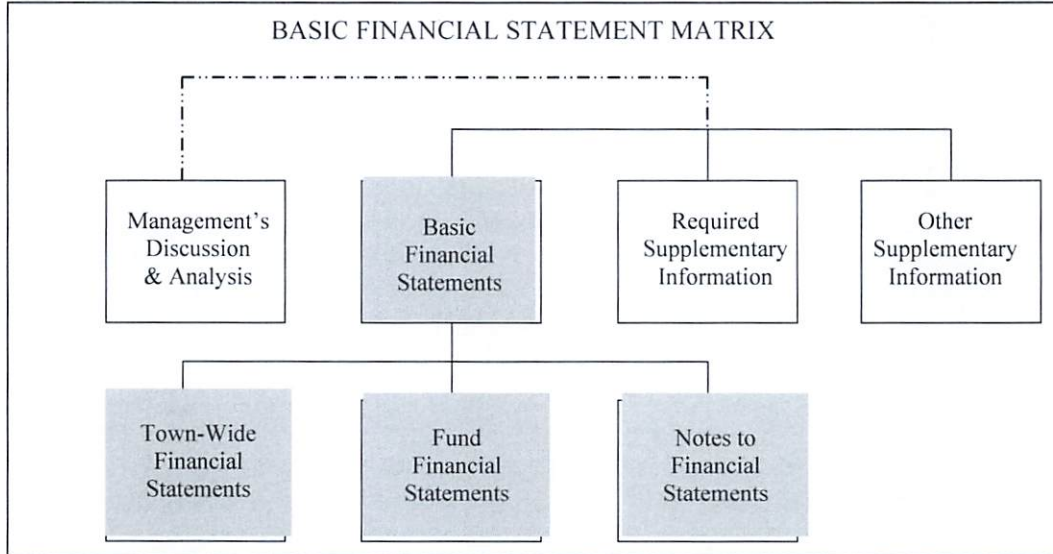 BASIC FINANCIAL STATEMENT MATRIX
Management's
Discussion
& Analysis
Basic
Financial
Statements
Required
Supplementary
Information
Other
Supplementary
Information
Town-Wide
Financial
Statements
Fund
Financial
Statements
Notes to
Financial
Statements